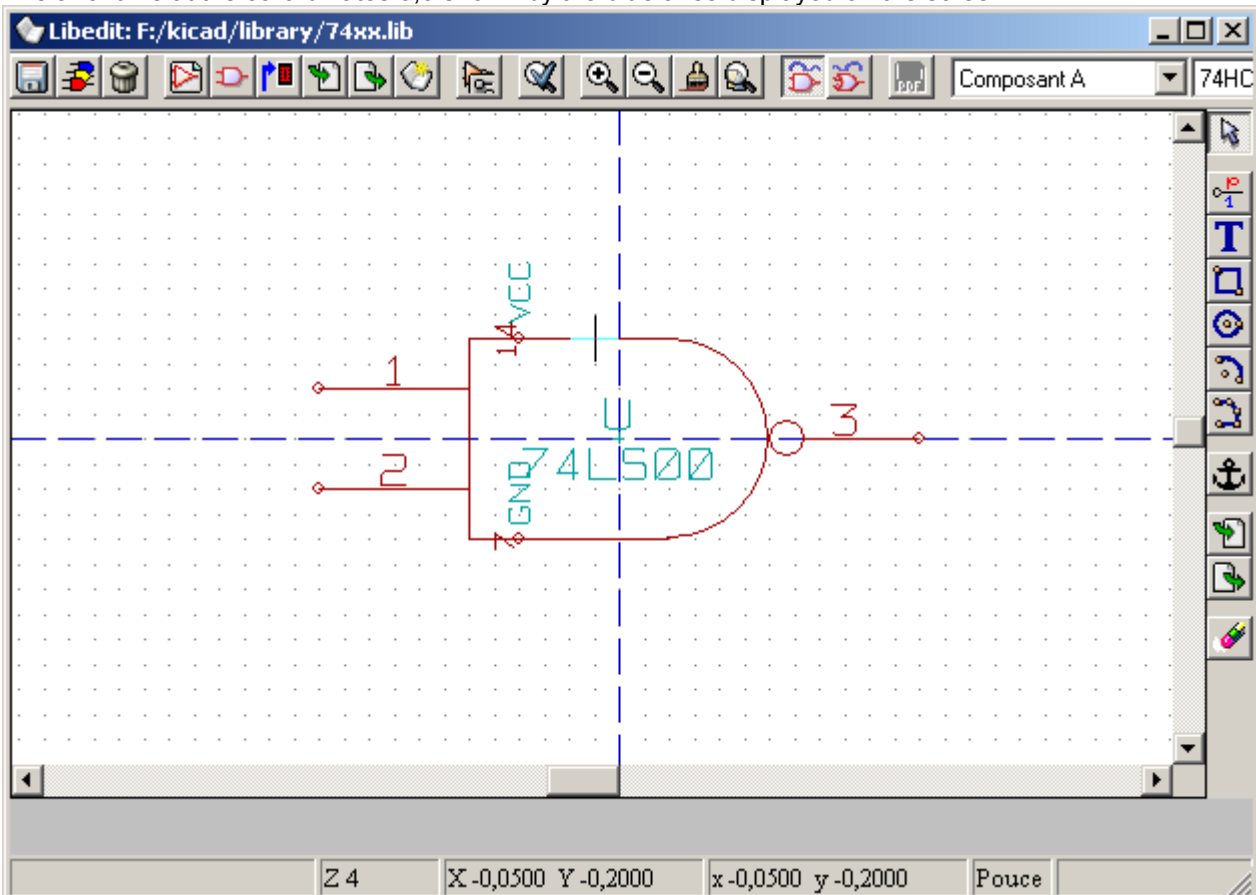 Libedit: F:/kicad/library/74xx.lib
Composant A
74HC
VCC
14
1
U
3
2
74LS00
GND
7
Z 4
X -0,0500 Y -0,2000
x -0,0500 y -0,2000
Pouce